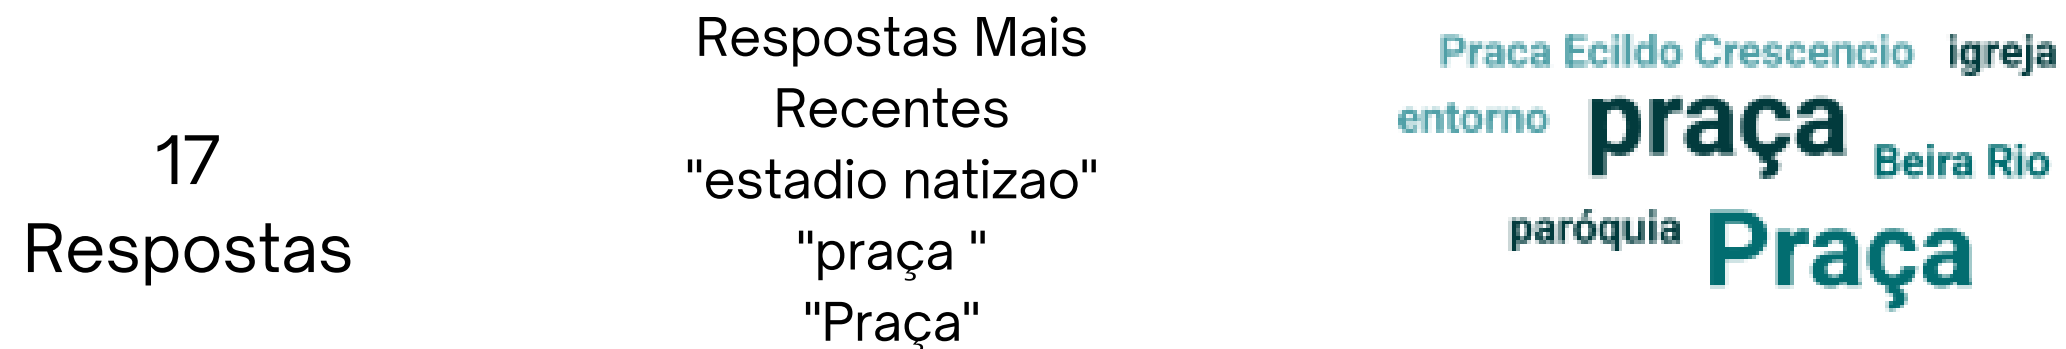 17
Respostas
Respostas Mais
Recentes
"estadio natizao"
"praça "
"Praça"
Praca Ecildo Crescencio igreja
entorno praça Beira Rio
paróquia Praça